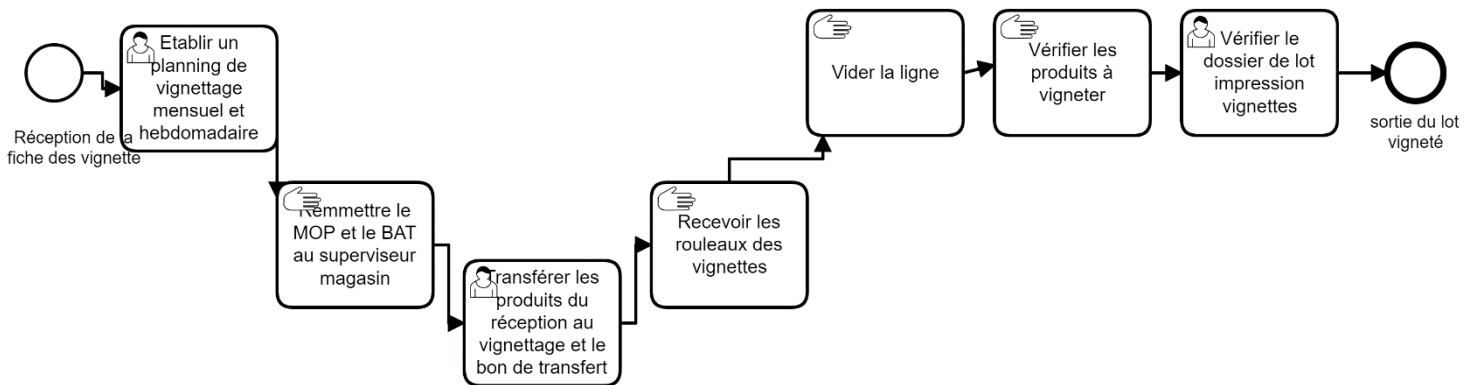 Réception de la
fiche des vignette
Etablir un
planning de
vignettage
mensuel et
hebdomadaire
Remmettre le
MOP et le BAT
au superviseur
magasin
Transférer les
produits du
réception au
vignettage et le
bon de transfert
Recevoir les
rouleaux des
vignettes
Vider la ligne
Vérifier les
produits à
vigneter
Vérifier le
dossier de lot
impression
vignettes
sortie du lot
vigneté